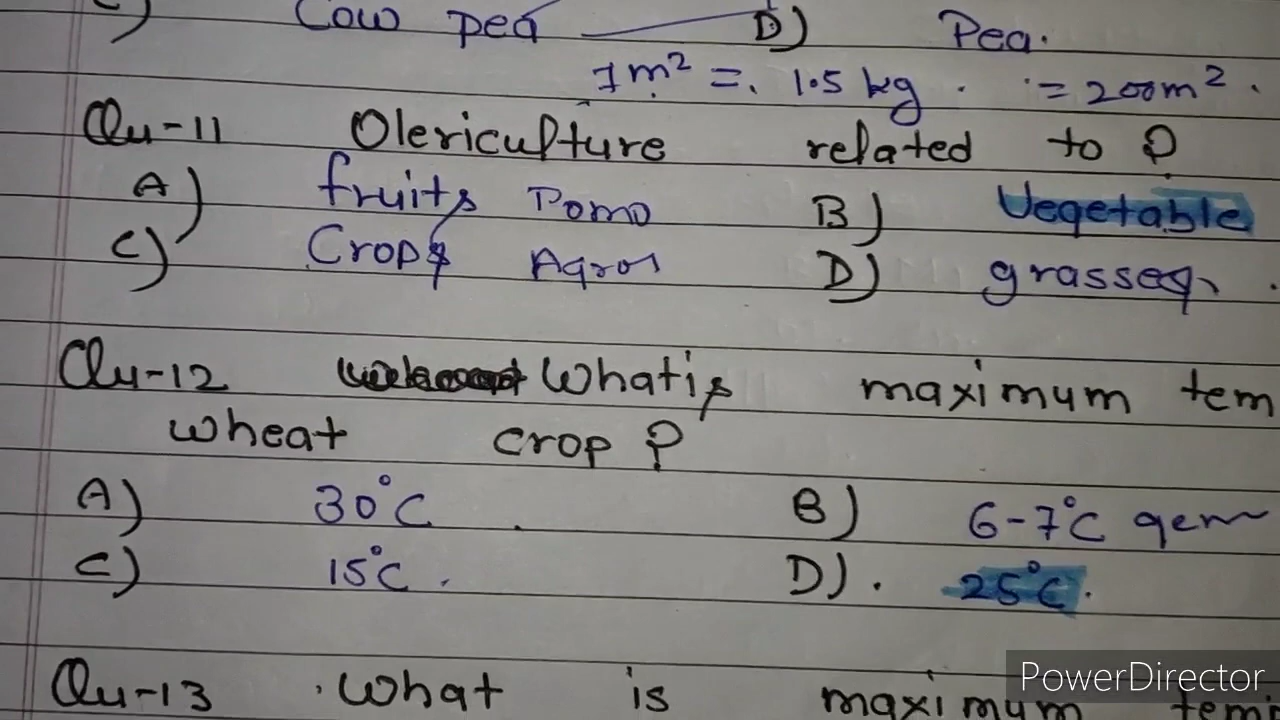 Cow pea D) Pea.
1m² =. 1.5 kg . = 200m² .
Qu-11 Olericulture related to ?
A) fruits Pomo B) Vegetable
C) Crops Agros D) grasses
Qu-12 What is maximum tem
wheat crop ?
A) 30°C . B) 6-7°C germ
C) 15°C . D) . 25°C .
Qu-13 . What is maximum temp
PowerDirector